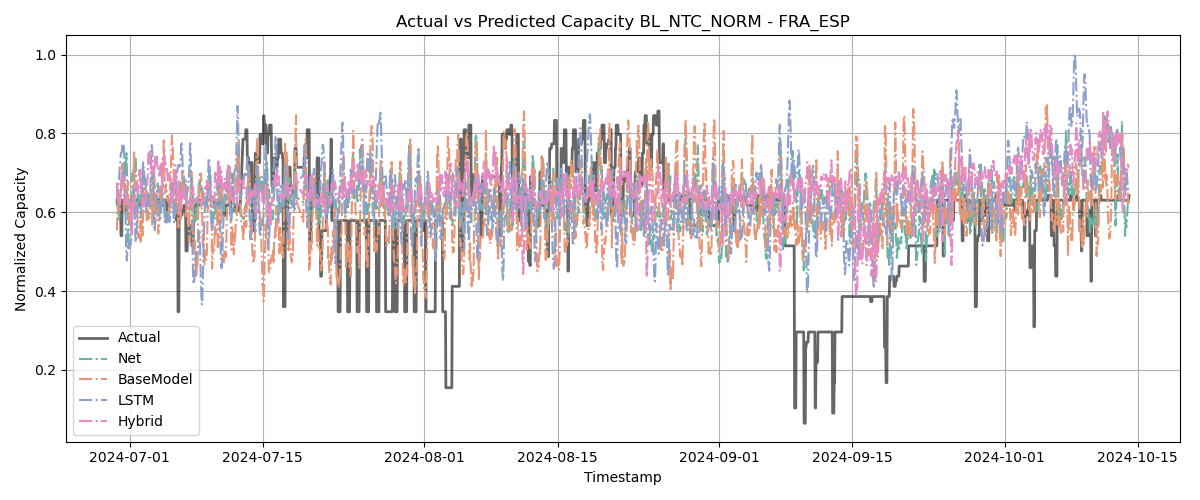 Actual vs Predicted Capacity BL_NTC_NORM - FRA_ESP
Normalized Capacity
1.0
0.8
0.6
0.4
0.2
Actual
Net
BaseModel
LSTM
Hybrid
2024-07-01
2024-07-15
2024-08-01
2024-08-15
2024-09-01
2024-09-15
2024-10-01
2024-10-15
Timestamp